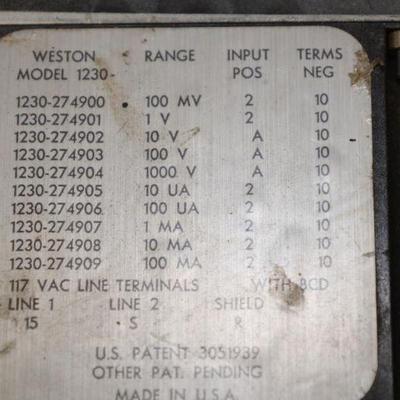 WESTON RANGE INPUT TERMS
MODEL 1230- POS NEG
1230-274900 100 MV 2 10
1230-274901 1 V 2 10
1230-274902 10 V A 10
1230-274903 100 V A 10
1230-274904 1000 V A 10
1230-274905 10 UA 2 10
1230-274906 100 UA 2 10
1230-274907 1 MA 2 10
1230-274908 10 MA 2 10
1230-274909 100 MA 2 10
117 VAC LINE TERMINALS WITH BCD
LINE 1 LINE 2 SHIELD
15 S R
U.S. PATENT 3051939
OTHER PAT. PENDING
MADE IN U.S.A.